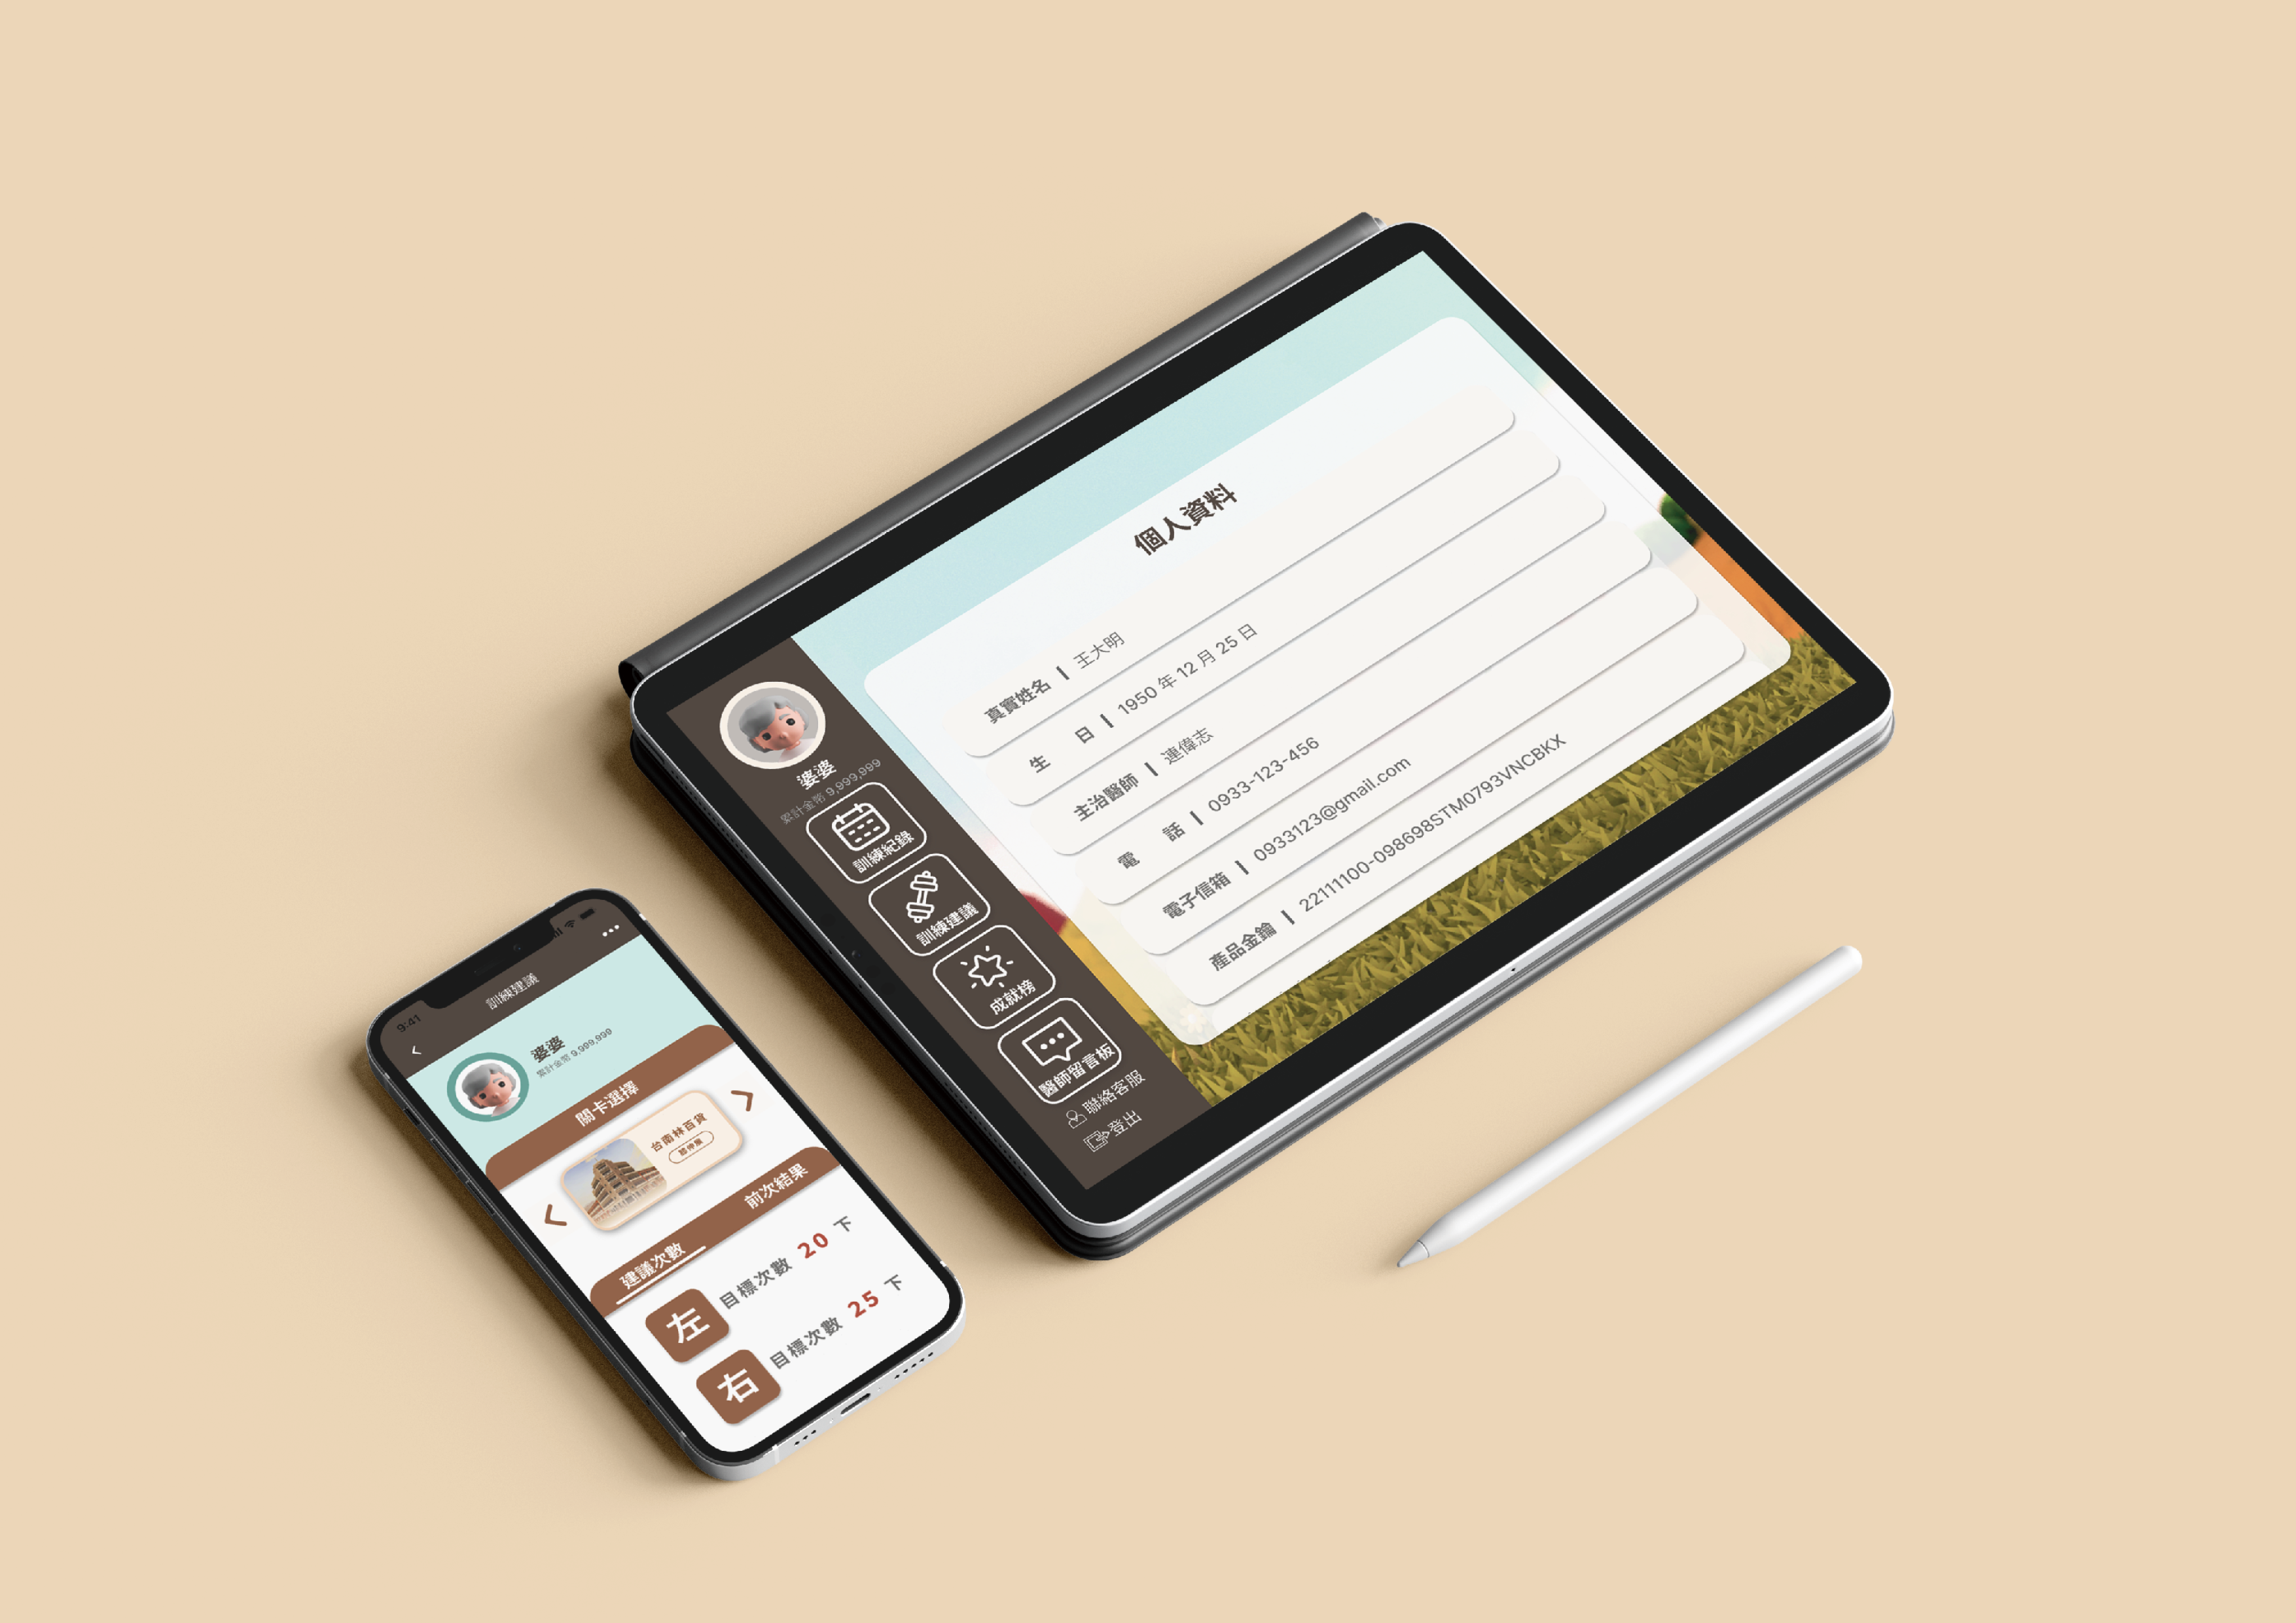 個人資料
真實姓名 | 王大明
生 日 | 1950 年 12 月 25 日
主治醫師 | 連偉志
電 話 | 0933-123-456
電子信箱 | 0933123@gmail.com
產品金鑰 | 22111100-098698STM0793VNCBKX
婆婆
累計金幣 9,999,999
訓練紀錄
訓練建議
成就榜
醫師留言板
聯絡客服
登出
9:41
訓練建議
婆婆
累計金幣 9,999,999
關卡選擇
台南林百貨
建議次數 前次結果
左 目標次數 20 下
右 目標次數 25 下